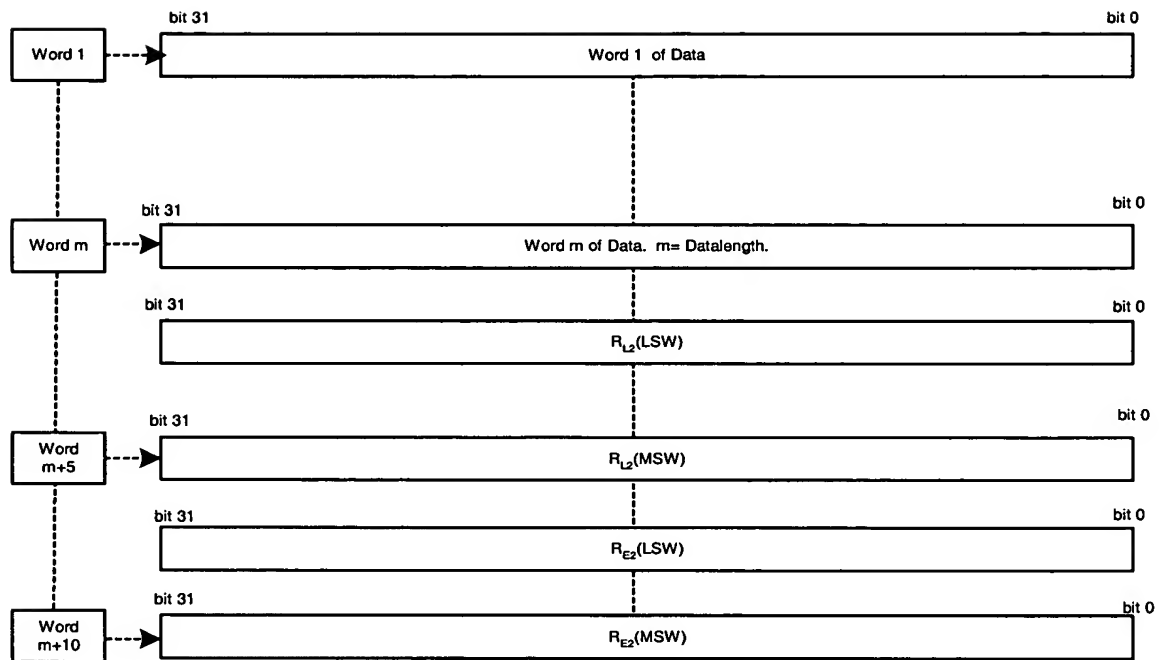 bit 31 bit 0
Word 1 Word 1 of Data
bit 31 bit 0
Word m Word m of Data. m= Datalength.
bit 31 bit 0
R_L2(LSW)
bit 31 bit 0
Word
m+5 R_L2(MSW)
bit 31 bit 0
R_E2(LSW)
bit 31 bit 0
Word
m+10 R_E2(MSW)